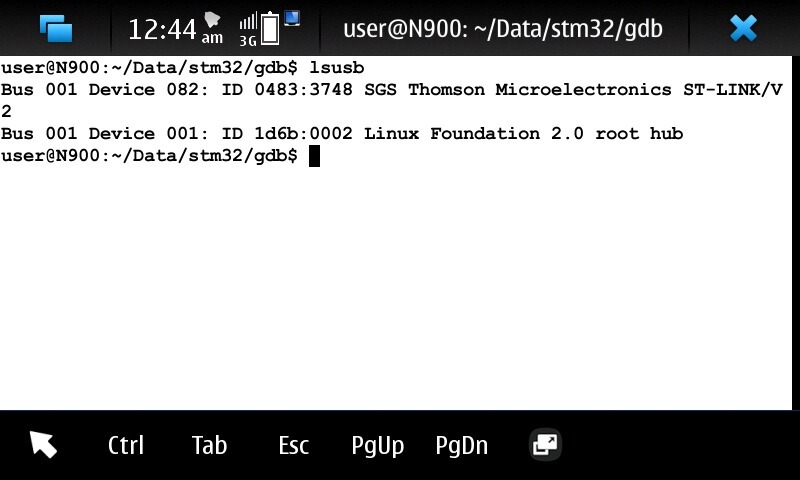 12:44 am
3G
user@N900: ~/Data/stm32/gdb
user@N900:~/Data/stm32/gdb$ lsusb
Bus 001 Device 082: ID 0483:3748 SGS Thomson Microelectronics ST-LINK/V
2
Bus 001 Device 001: ID 1d6b:0002 Linux Foundation 2.0 root hub
user@N900:~/Data/stm32/gdb$
Ctrl Tab Esc PgUp PgDn